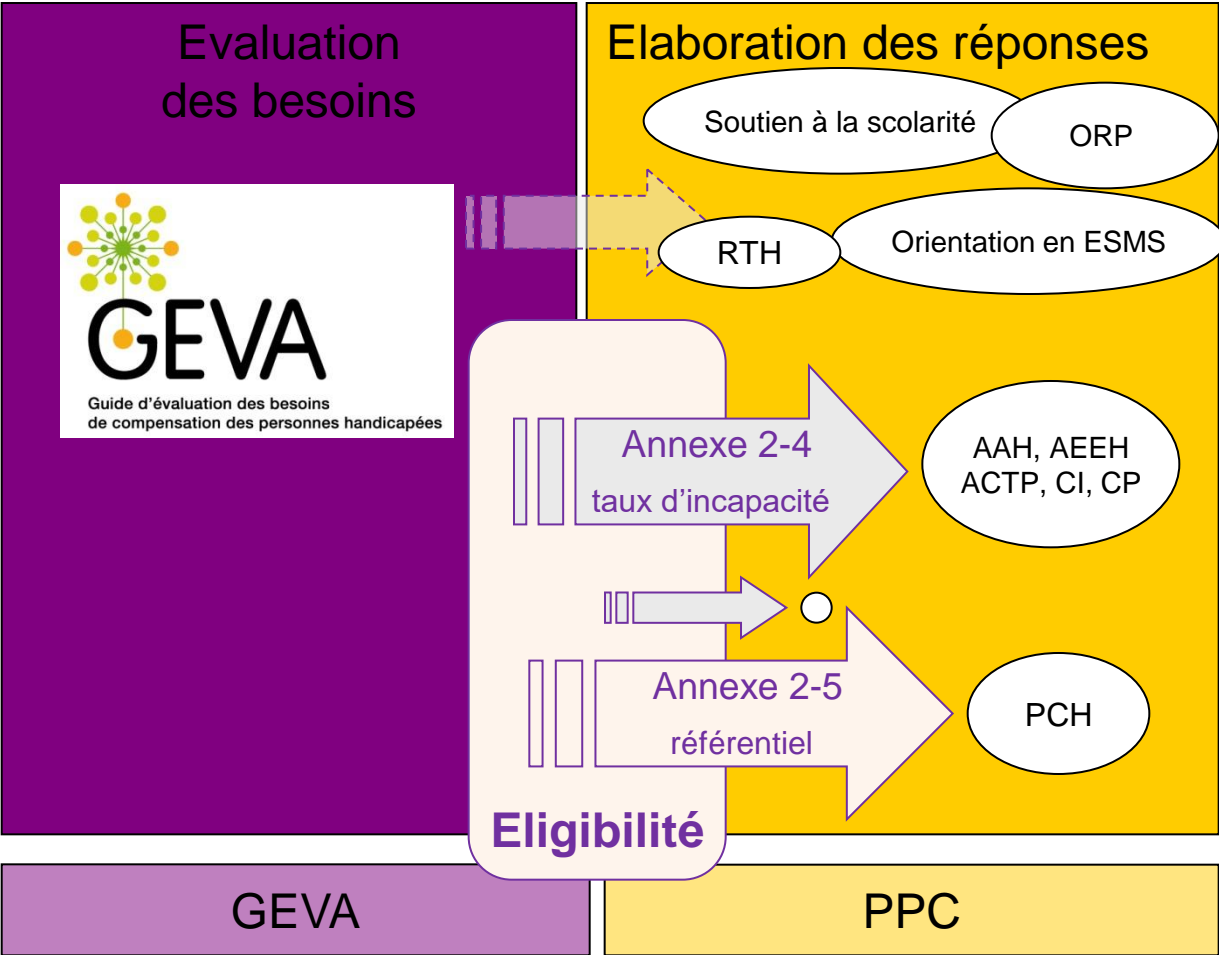 Evaluation
des besoins
Elaboration des réponses
Soutien à la scolarité
ORP
RTH
Orientation en ESMS
GEVA
Guide d'évaluation des besoins
de compensation des personnes handicapées
Annexe 2-4
taux d'incapacité
AAH, AEEH
ACTP, CI, CP
Annexe 2-5
référentiel
PCH
Eligibilité
GEVA
PPC